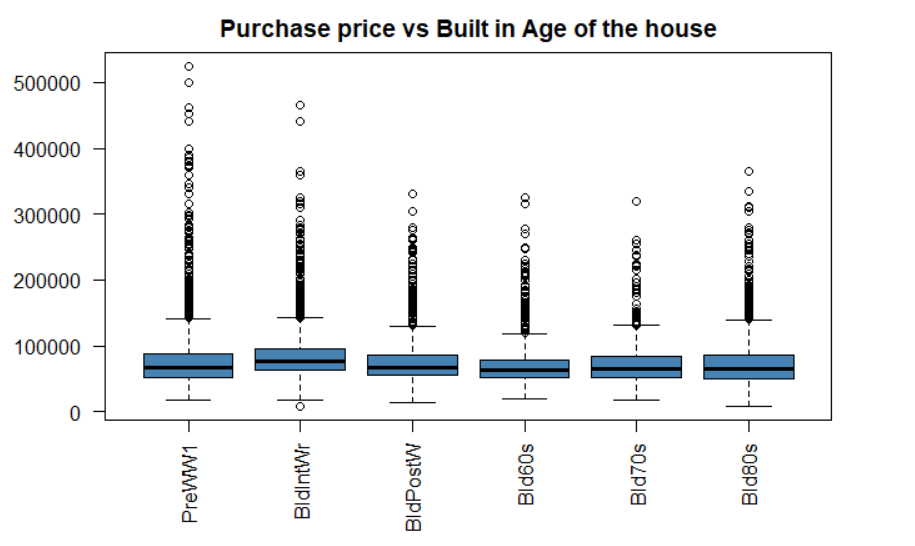 Purchase price vs Built in Age of the house
500000
400000
300000
200000
100000
0
PreWW1
BldIntWr
BldPostW
Bld60s
Bld70s
Bld80s